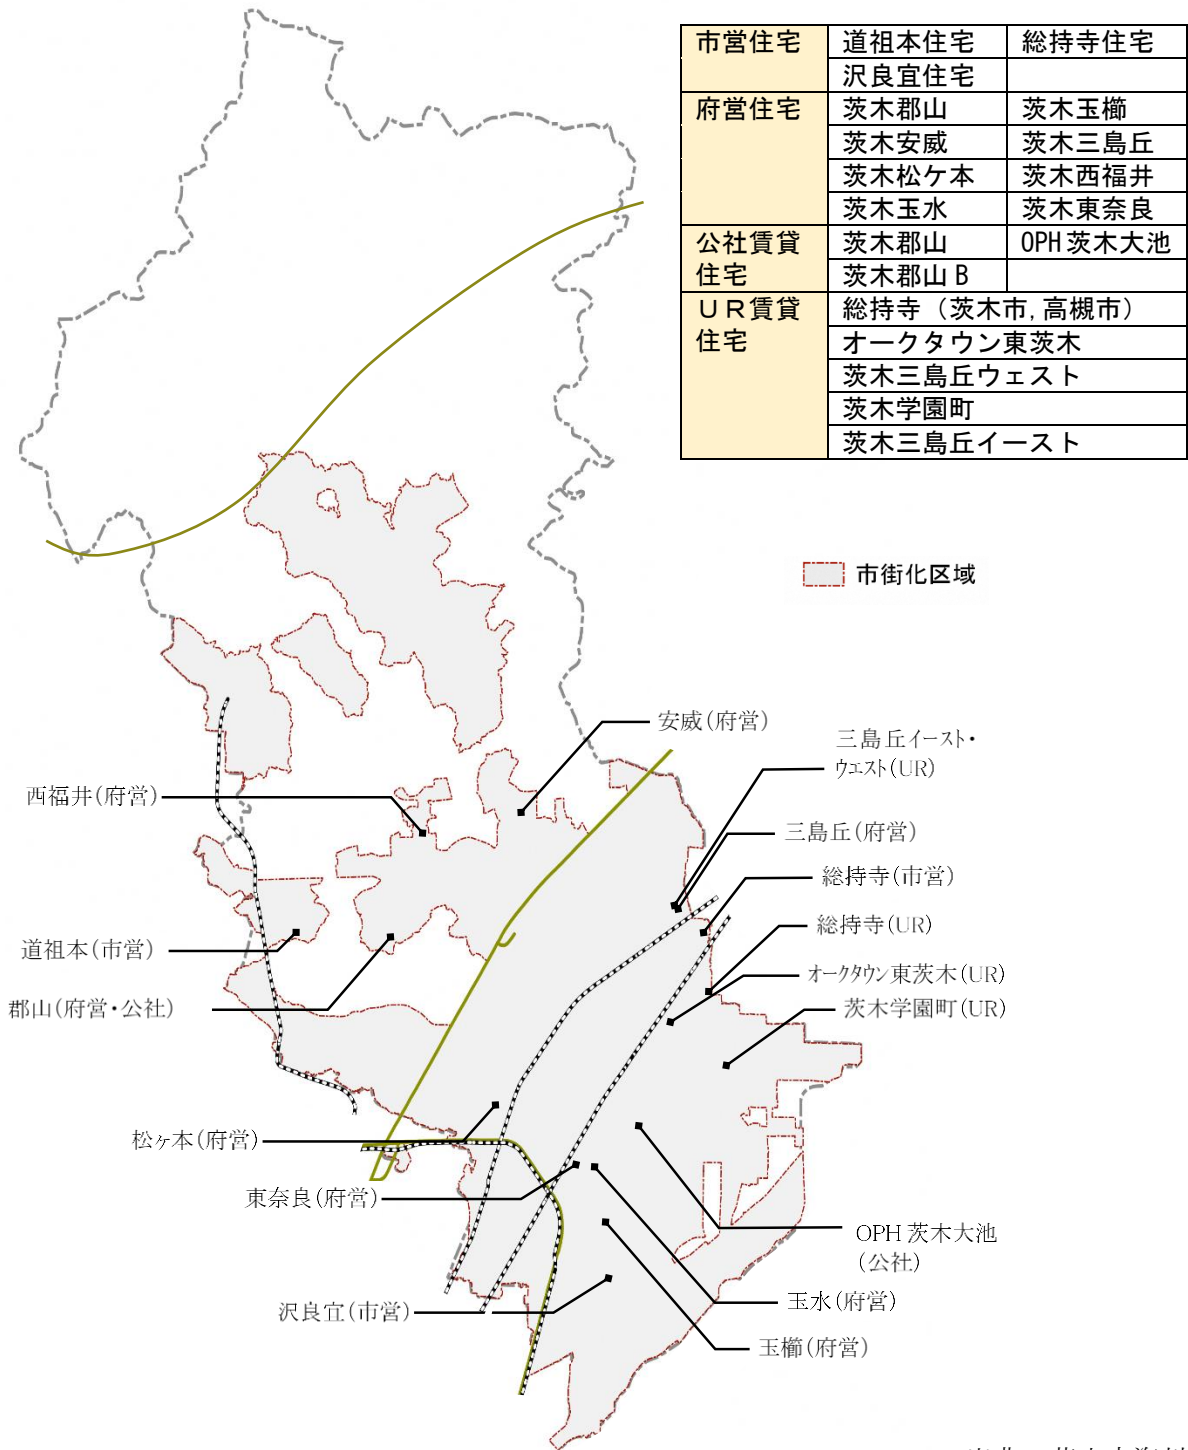 市営住宅 道祖本住宅 総持寺住宅
沢良宜住宅
府営住宅 茨木郡山 茨木玉櫛
茨木安威 茨木三島丘
茨木松ケ本 茨木西福井
茨木玉水 茨木東奈良
公社賃貸住宅 茨木郡山 OPH茨木大池
茨木郡山B
ＵＲ賃貸住宅 総持寺（茨木市,高槻市）
オークタウン東茨木
茨木三島丘ウェスト
茨木学園町
茨木三島丘イースト
市街化区域
安威(府営)
三島丘イースト・
ウエスト(UR)
西福井(府営)
三島丘(府営)
総持寺(市営)
総持寺(UR)
道祖本(市営)
オークタウン東茨木(UR)
郡山(府営・公社)
茨木学園町(UR)
松ヶ本(府営)
東奈良(府営)
OPH 茨木大池
(公社)
玉水(府営)
沢良宜(市営)
玉櫛(府営)